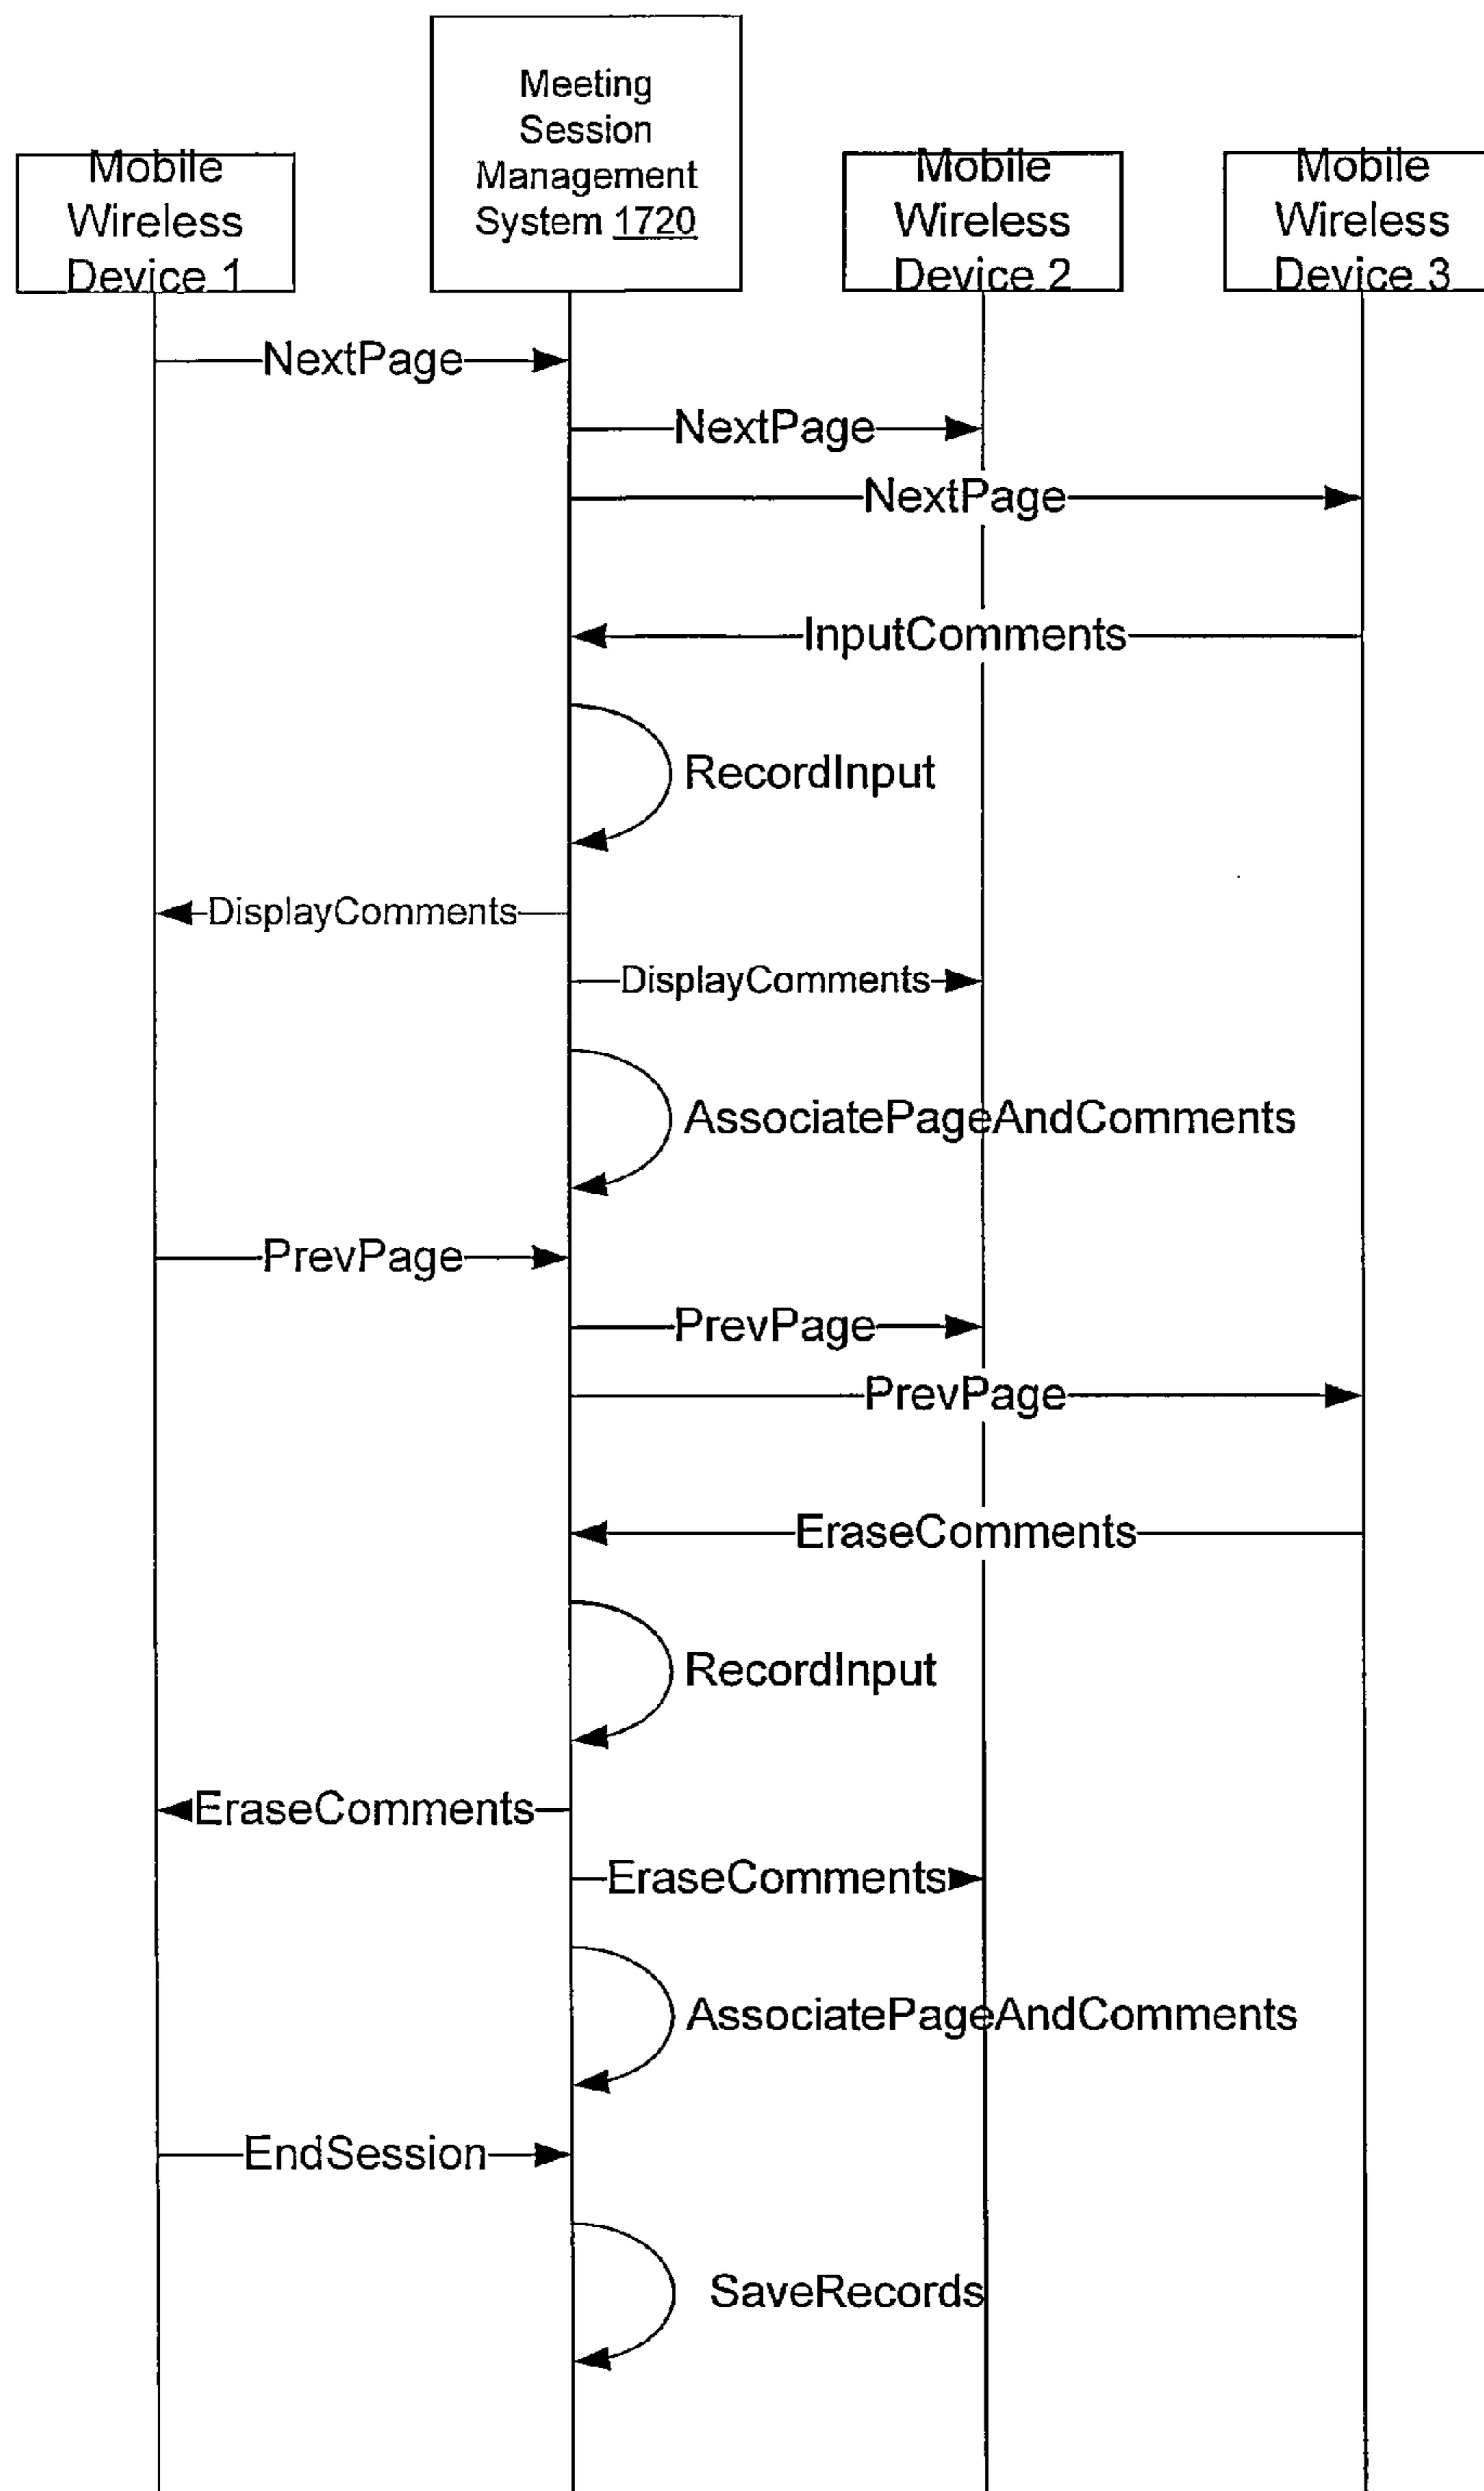 Meeting
Session
Management
System 1720
Mobile
Wireless
Device 1
Mobile
Wireless
Device 2
Mobile
Wireless
Device 3
NextPage
NextPage
NextPage
InputComments
RecordInput
DisplayComments
DisplayComments
AssociatePageAndComments
PrevPage
PrevPage
PrevPage
EraseComments
RecordInput
EraseComments
EraseComments
AssociatePageAndComments
EndSession
SaveRecords